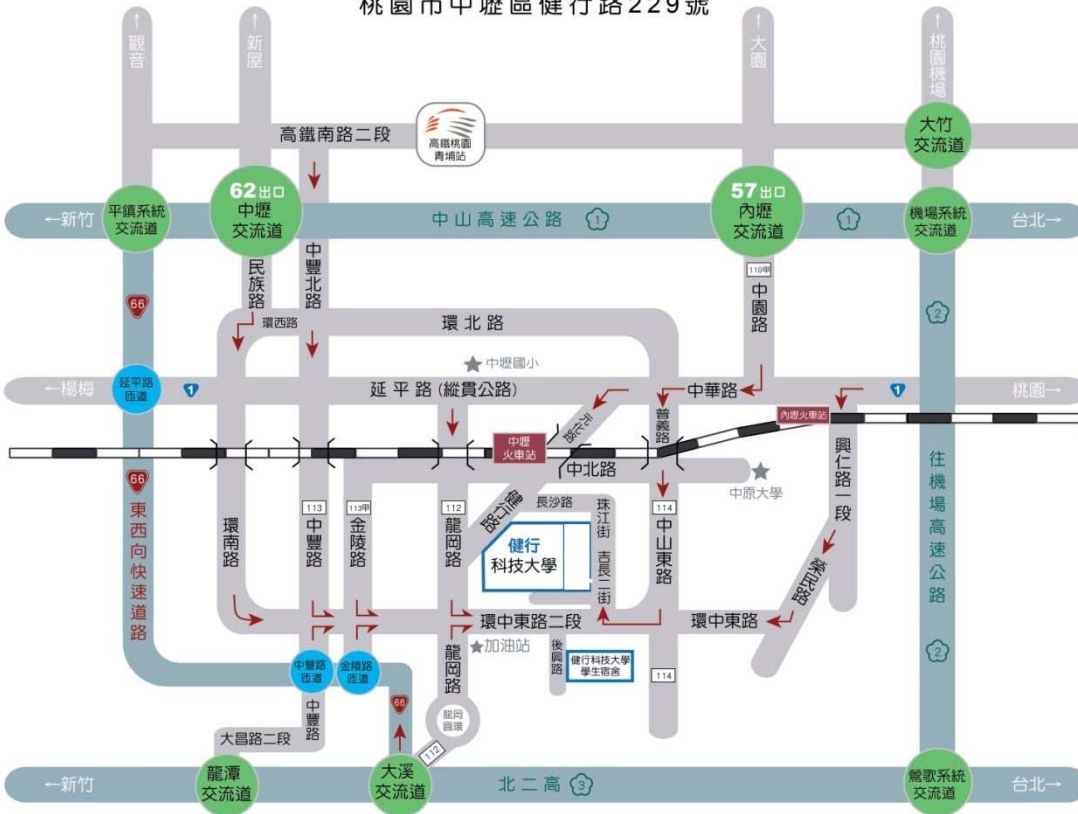 桃園市中壢區健行路229號
觀音
新屋
大園
桃園機場
大竹
交流道
高鐵南路二段
高鐵桃園
青埔站
62出口
中壢
交流道
57出口
內壢
交流道
平鎮系統
交流道
機場系統
交流道
←新竹
中山高速公路
1
1
台北→
民族路
中豐北路
110甲
中園路
66
2
環西路
環北路
中壢國小
←楊梅
延平路
匝道
1
延平路(縱貫公路)
中華路
1
桃園→
元化路
普義路
內壢火車站
中壢
火車站
中北路
中原大學
興仁路一段
往機場高速公路
66
東西向快速道路
環南路
113
中豐路
113甲
金陵路
112
龍岡路
健行路
長沙路
珠江街
吉長二街
114
中山東路
健行
科技大學
榮民路
環中東路二段
環中東路
加油站
龍岡路
後興路
健行科技大學
學生宿舍
114
2
中豐路
匝道
金陵路
匝道
66
中豐路
龍岡
圓環
112
大昌路二段
←新竹
龍潭
交流道
大溪
交流道
北二高
3
鶯歌系統
交流道
台北→